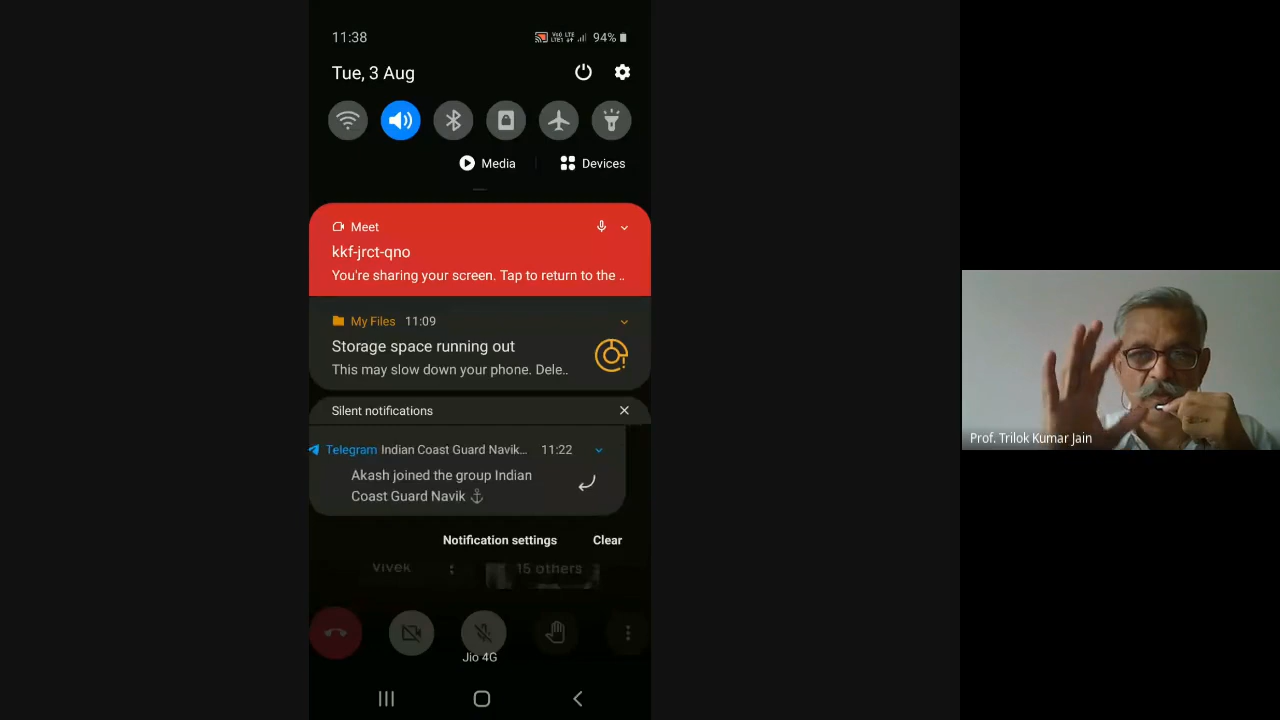 11:38
Vo) LTE
LTE1
94%
Tue, 3 Aug
Media
Devices
Meet
kkf-jrct-qno
You're sharing your screen. Tap to return to the ..
My Files 11:09
Storage space running out
This may slow down your phone. Dele..
Silent notifications
Telegram Indian Coast Guard Navik... 11:22
Akash joined the group Indian
Coast Guard Navik ⚓
Notification settings Clear
Vivek
15 others
Jio 4G
Prof. Trilok Kumar Jain